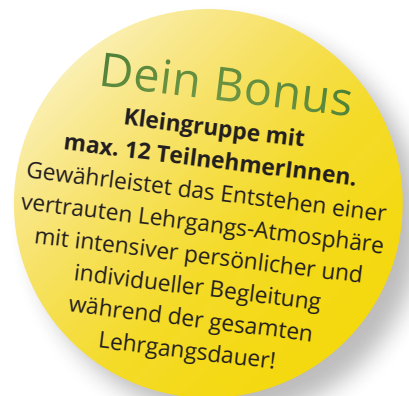 Dein Bonus
Kleingruppe mit
max. 12 TeilnehmerInnen.
Gewährleistet das Entstehen einer
vertrauten Lehrgangs-Atmosphäre
mit intensiver persönlicher und
individueller Begleitung
während der gesamten
Lehrgangsdauer!